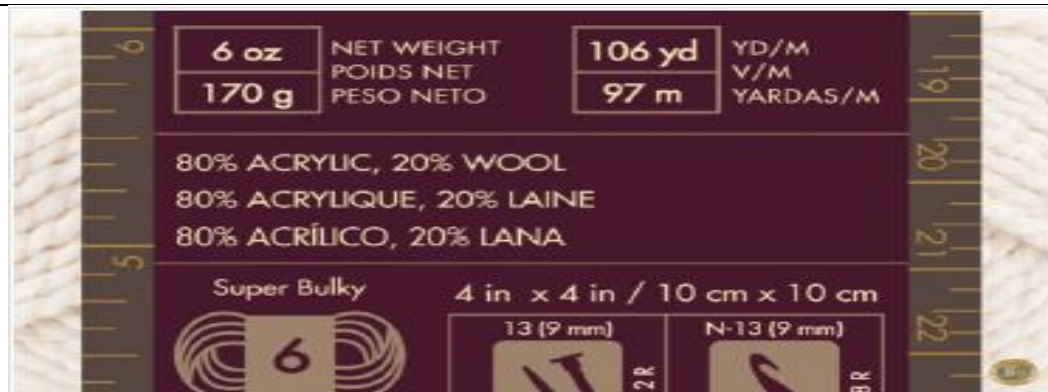 6 oz
170 g
NET WEIGHT
POIDS NET
PESO NETO
106 yd
97 m
YD/M
V/M
YARDAS/M
80% ACRYLIC, 20% WOOL
80% ACRYLIQUE, 20% LAINE
80% ACRÍLICO, 20% LANA
Super Bulky
6
4 in x 4 in / 10 cm x 10 cm
13 (9 mm)
N-13 (9 mm)
6
5
19
20
21
22